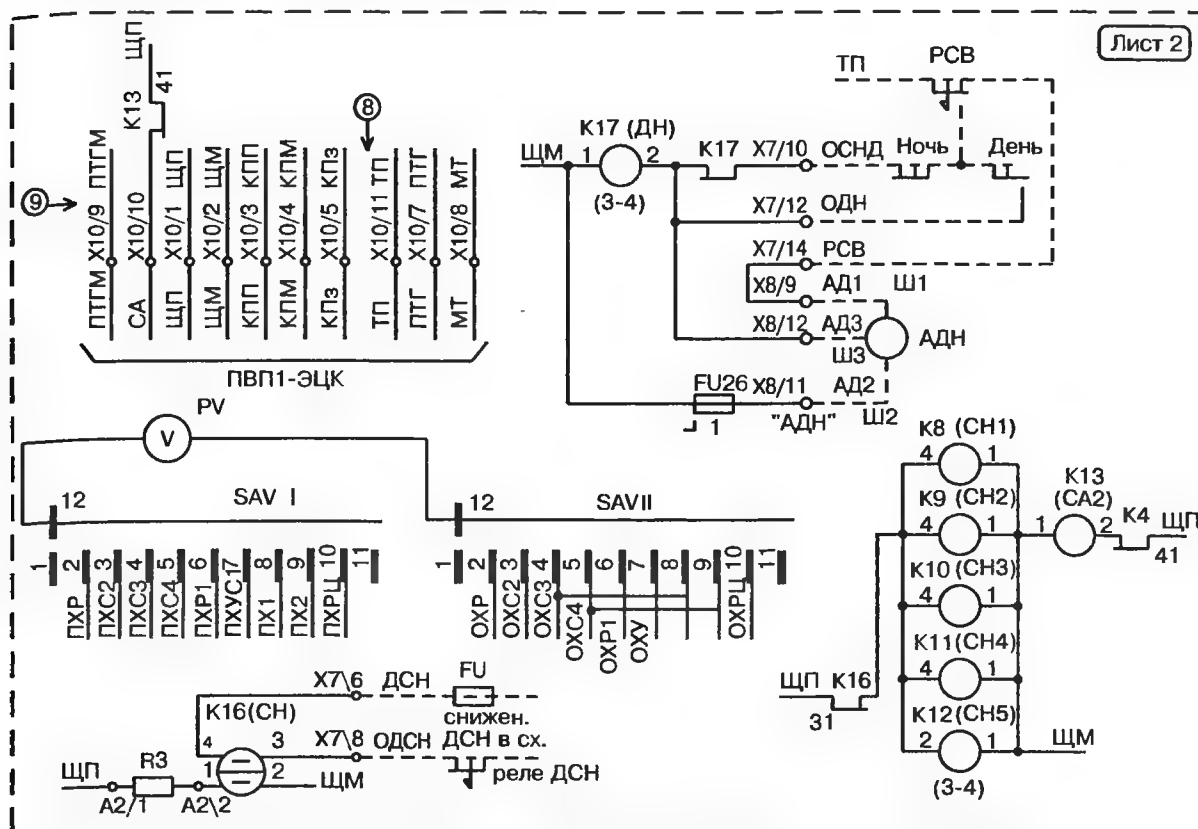 Лист 2
ЩП
К13
41
⑧
⑨
ПТГМ Х10/9 ПТГМ
СА Х10/10
ЩП Х10/1 ЩП
ЩМ Х10/2 ЩМ
КПП Х10/3 КПП
КПМ Х10/4 КПМ
КПз Х10/5 КПз
ТП Х10/11 ТП
ПТГ Х10/7 ПТГ
МТ Х10/8 МТ
ПВП1-ЭЦК
ТП РСВ
К17 (ДН)
ЩМ 1 2 К17 Х7/10 ОСНД Ночь День
(3-4)
Х7/12 ОДН
Х7/14 РСВ
Х8/9 АД1 Ш1
Х8/12 АД3 АДН
Ш3
FU26 Х8/11 АД2
1 "АДН" Ш2
PV
V
12 SAV I
1 2 3 4 5 6 7 8 9 10 11
ПХР ПХС2 ПХС3 ПХС4 ПХР1 ПХУС1 ПХ1 ПХ2 ПХРЦ
12 SAV II
1 2 3 4 5 6 7 8 9 10 11
ОХР ОХС2 ОХС3 ОХС4 ОХР1 ОХУ ОХРЦ
К8 (СН1)
4 1
К9 (СН2)
4 1
К10 (СН3)
4 1
К11 (СН4)
4 1
К12 (СН5)
2 1 ЩМ
(3-4)
К13
(СА2)
1 2 К4 ЩП
41
ЩП К16
31
Х7\6 ДСН FU
К16(СН) снижен.
4 3 Х7\8 ОДСН ДСН в сх.
1 2 ЩМ реле ДСН
ЩП R3
А2/1 А2\2